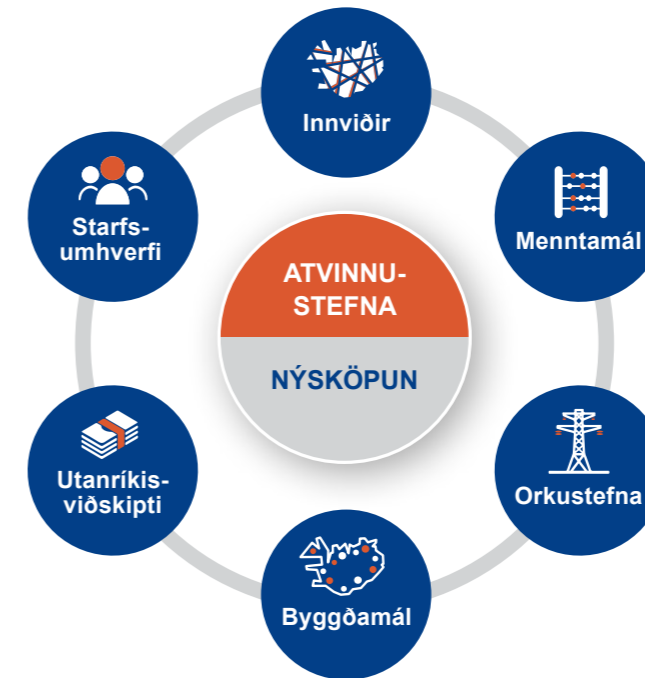 Innviðir
Starfs-
umhverfi
Menntamál
ATVINNU-
STEFNA
NÝSKÖPUN
Utanríkis-
viðskipti
Orkustefna
Byggðamál